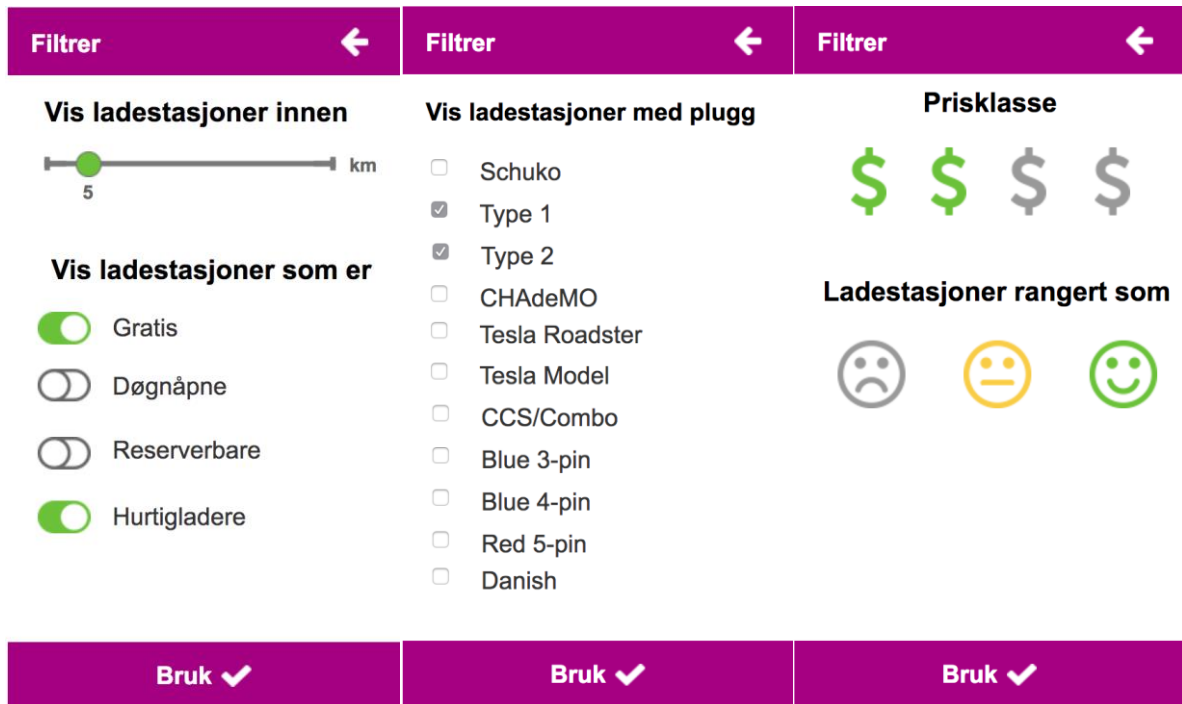 Filtrer
Vis ladestasjoner innen
km
5
Vis ladestasjoner som er
Gratis
Døgnåpne
Reserverbare
Hurtigladere
Bruk
Filtrer
Vis ladestasjoner med plugg
Schuko
Type 1
Type 2
CHAdeMO
Tesla Roadster
Tesla Model
CCS/Combo
Blue 3-pin
Blue 4-pin
Red 5-pin
Danish
Bruk
Filtrer
Prisklasse
$ $ $ $
Ladestasjoner rangert som
Bruk